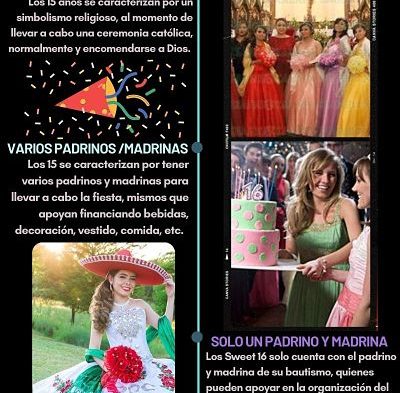 Los 15 años se caracterizan por un
simbolismo religioso, al momento de
llevar a cabo una ceremonia católica,
normalmente y encomendarse a Dios.
VARIOS PADRINOS /MADRINAS
Los 15 se caracterizan por tener
varios padrinos y madrinas para
llevar a cabo la fiesta, mismos que
apoyan financiando bebidas,
decoración, vestido, comida, etc.
16
SOLO UN PADRINO Y MADRINA
Los Sweet 16 solo cuenta con el padrino
y madrina de su bautismo, quienes
pueden apoyar en la organización del